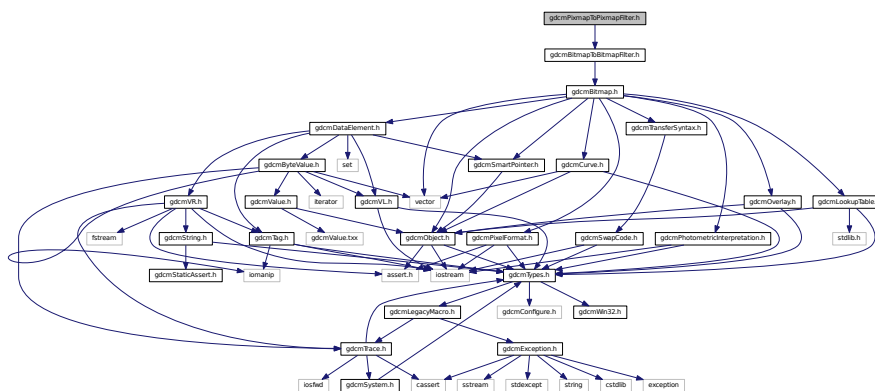 gdcmPixmapToPixmapFilter.h
gdcmBitmapToBitmapFilter.h
gdcmBitmap.h
gdcmDataElement.h
gdcmTransferSyntax.h
gdcmByteValue.h
set
gdcmSmartPointer.h
gdcmCurve.h
gdcmVR.h
gdcmValue.h
iterator
gdcmVL.h
vector
gdcmOverlay.h
gdcmLookupTable.
fstream
gdcmString.h
gdcmTag.h
gdcmValue.txx
gdcmObject.h
gdcmPixelFormat.h
gdcmSwapCode.h
gdcmPhotometricInterpretation.h
stdlib.h
gdcmStaticAssert.h
iomanip
assert.h
iostream
gdcmTypes.h
gdcmLegacyMacro.h
gdcmConfigure.h
gdcmWin32.h
gdcmTrace.h
gdcmException.h
iosfwd
gdcmSystem.h
cassert
sstream
stdexcept
string
cstdlib
exception